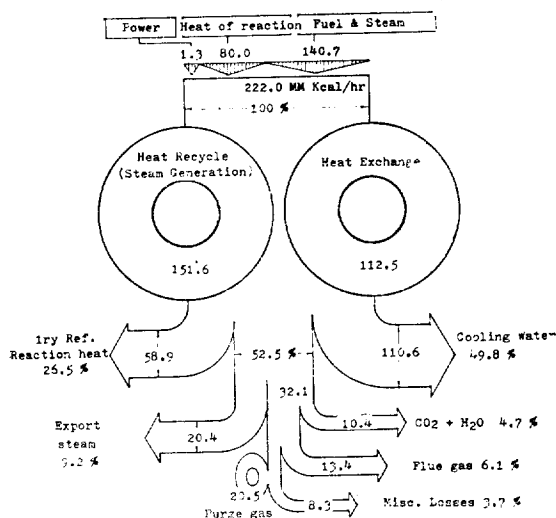 Power
Heat of reaction
Fuel & Steam
1.3 80.0 140.7
222.0 MM Kcal/hr
100 %
Heat Recycle
(Steam Generation)
Heat Exchange
151.6
112.5
1ry Ref.
Reaction heat
26.5 %
58.9
52.5 %
110.6
Cooling Water
49.8 %
32.1
Export
steam
9.2 %
20.4
10.4
CO2 + H2O 4.7 %
13.4
Flue gas 6.1 %
20.5
Purge gas
8.3
Misc. Losses 3.7 %